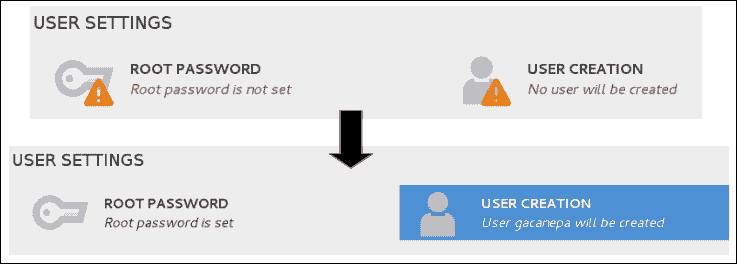 USER SETTINGS
ROOT PASSWORD
Root password is not set
USER CREATION
No user will be created
USER SETTINGS
ROOT PASSWORD
Root password is set
USER CREATION
User gacanepa will be created